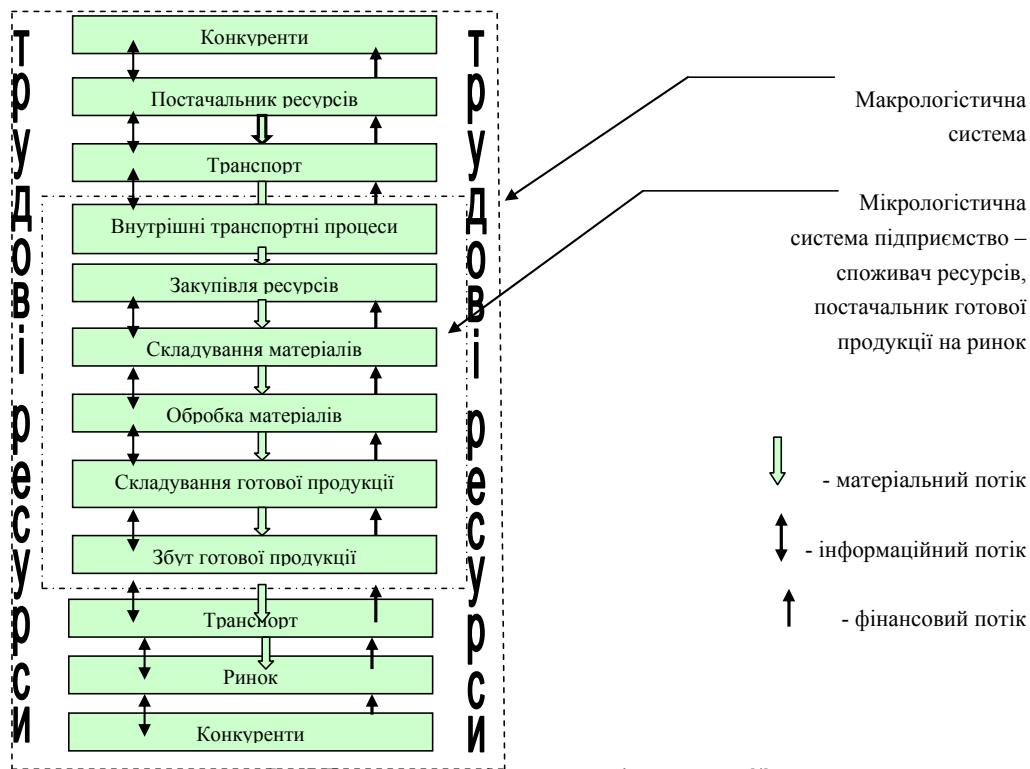 Трудові ресурси
Конкуренти
Постачальник ресурсів
Транспорт
Внутрішні транспортні процеси
Закупівля ресурсів
Складування матеріалів
Обробка матеріалів
Складування готової продукції
Збут готової продукції
Транспорт
Ринок
Конкуренти
Трудові ресурси
Макрологістична
система
Мікрологістична
система підприємство –
споживач ресурсів,
постачальник готової
продукції на ринок
- матеріальний потік
- інформаційний потік
- фінансовий потік